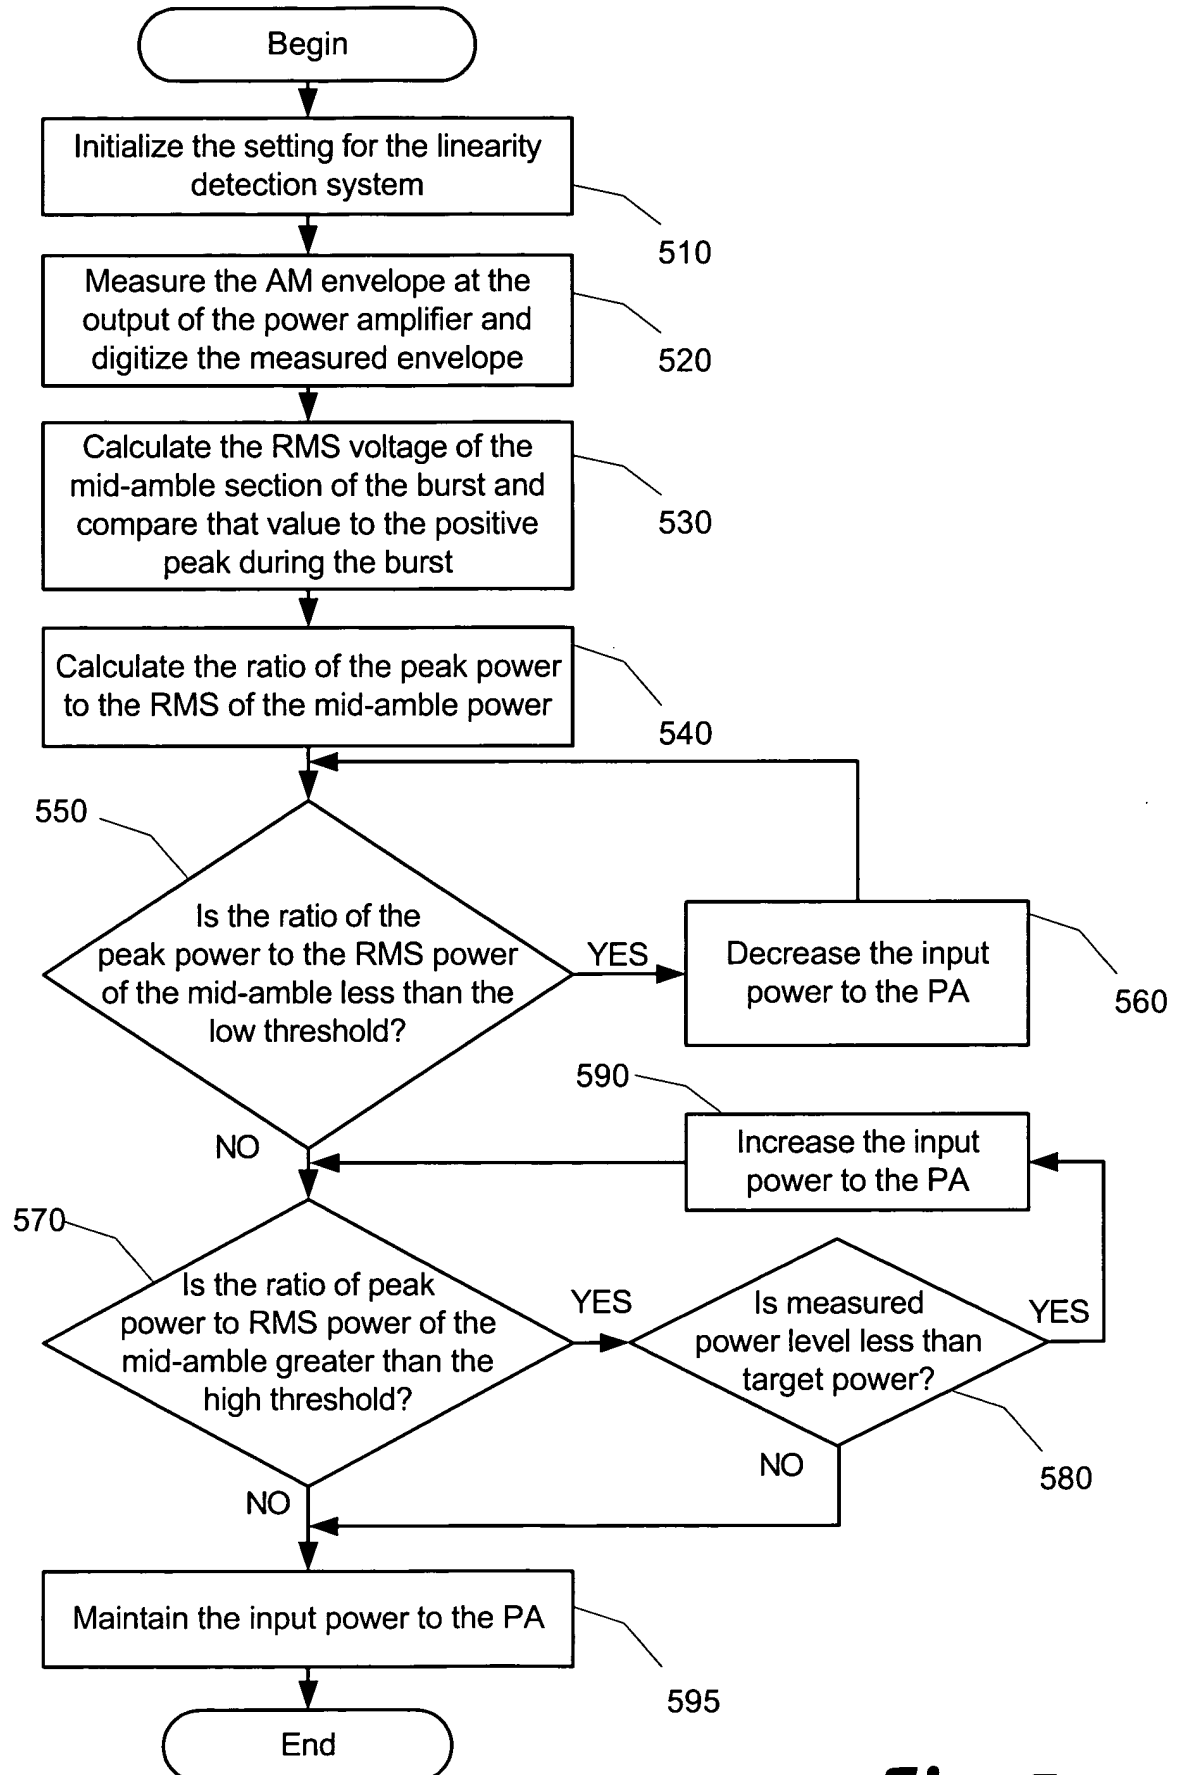 Begin
Initialize the setting for the linearity
detection system
510
Measure the AM envelope at the
output of the power amplifier and
digitize the measured envelope
520
Calculate the RMS voltage of the
mid-amble section of the burst and
compare that value to the positive
peak during the burst
530
Calculate the ratio of the peak power
to the RMS of the mid-amble power
540
550
Is the ratio of the
peak power to the RMS power
of the mid-amble less than the
low threshold?
YES
Decrease the input
power to the PA
560
590
NO
Increase the input
power to the PA
570
Is the ratio of peak
power to RMS power of the
mid-amble greater than the
high threshold?
YES
Is measured
power level less than
target power?
YES
580
NO
NO
Maintain the input power to the PA
595
End